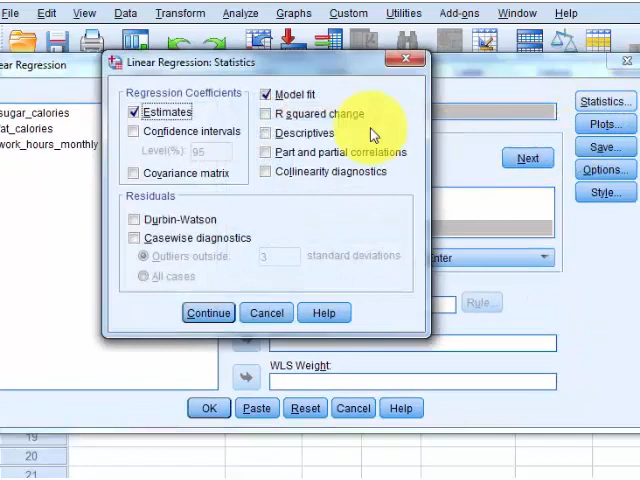 File Edit View Data Transform Analyze Graphs Custom Utilities Add-ons Window Help
Linear Regression: Statistics
near Regression
Regression Coefficients
Estimates
Confidence intervals
Level(%): 95
Covariance matrix
Model fit
R squared change
Descriptives
Part and partial correlations
Collinearity diagnostics
Residuals
Durbin-Watson
Casewise diagnostics
Outliers outside: 3 standard deviations
All cases
Continue Cancel Help
sugar_calories
fat_calories
work_hours_monthly
Statistics...
Plots...
Save...
Options...
Style...
Next
Enter
Rule...
WLS Weight:
OK Paste Reset Cancel Help
19
20
21